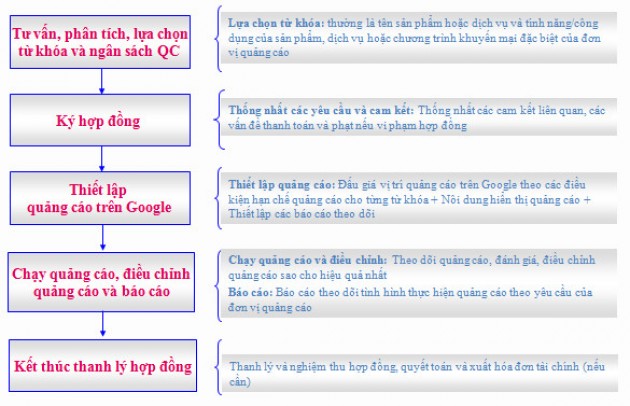 Tư vấn, phân tích, lựa chọn
từ khóa và ngân sách QC
Lựa chọn từ khóa: thường là tên sản phẩm hoặc dịch vụ và tính năng/công
dụng của sản phẩm, dịch vụ hoặc chương trình khuyến mại đặc biệt của đơn
vị quảng cáo
Ký hợp đồng
Thống nhất các yêu cầu và cam kết: Thống nhất các cam kết liên quan, các
vấn đề thanh toán và phạt nếu vi phạm hợp đồng
Thiết lập
quảng cáo trên Google
Thiết lập quảng cáo: Đấu giá vị trí quảng cáo trên Google theo các điều
kiện hạn chế quảng cáo cho từng từ khóa + Nội dung hiển thị quảng cáo +
Thiết lập các báo cáo theo dõi
Chạy quảng cáo, điều chỉnh
quảng cáo và báo cáo
Chạy quảng cáo và điều chỉnh: Theo dõi quảng cáo, đánh giá, điều chỉnh
quảng cáo sao cho hiệu quả nhất
Báo cáo: Báo cáo theo dõi tình hình thực hiện quảng cáo theo yêu cầu của
đơn vị quảng cáo
Kết thúc thanh lý hợp đồng
Thanh lý và nghiệm thu hợp đồng, quyết toán và xuất hóa đơn tài chính (nếu
cần)